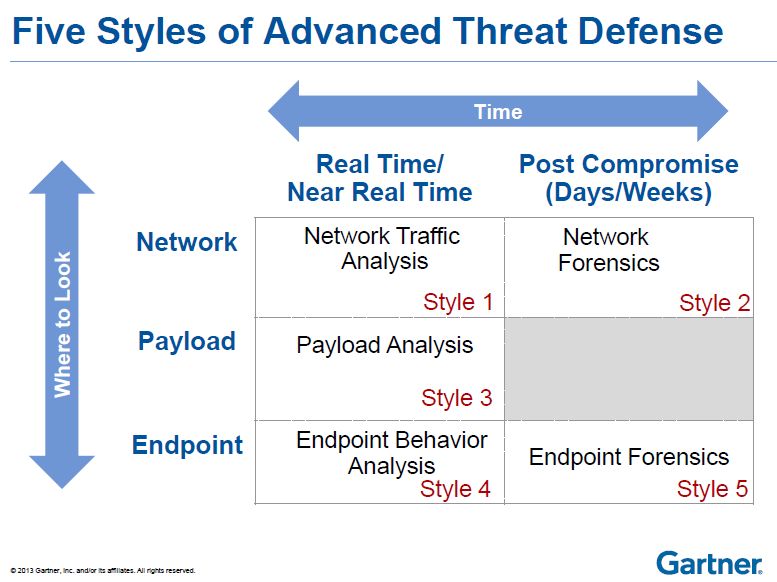 Five Styles of Advanced Threat Defense
Time
Real Time/
Near Real Time
Post Compromise
(Days/Weeks)
Where to Look
Network
Network Traffic
Analysis
Style 1
Network
Forensics
Style 2
Payload
Payload Analysis
Style 3
Endpoint
Endpoint Behavior
Analysis
Style 4
Endpoint Forensics
Style 5
© 2013 Gartner, Inc. and/or its affiliates. All rights reserved.
Gartner®